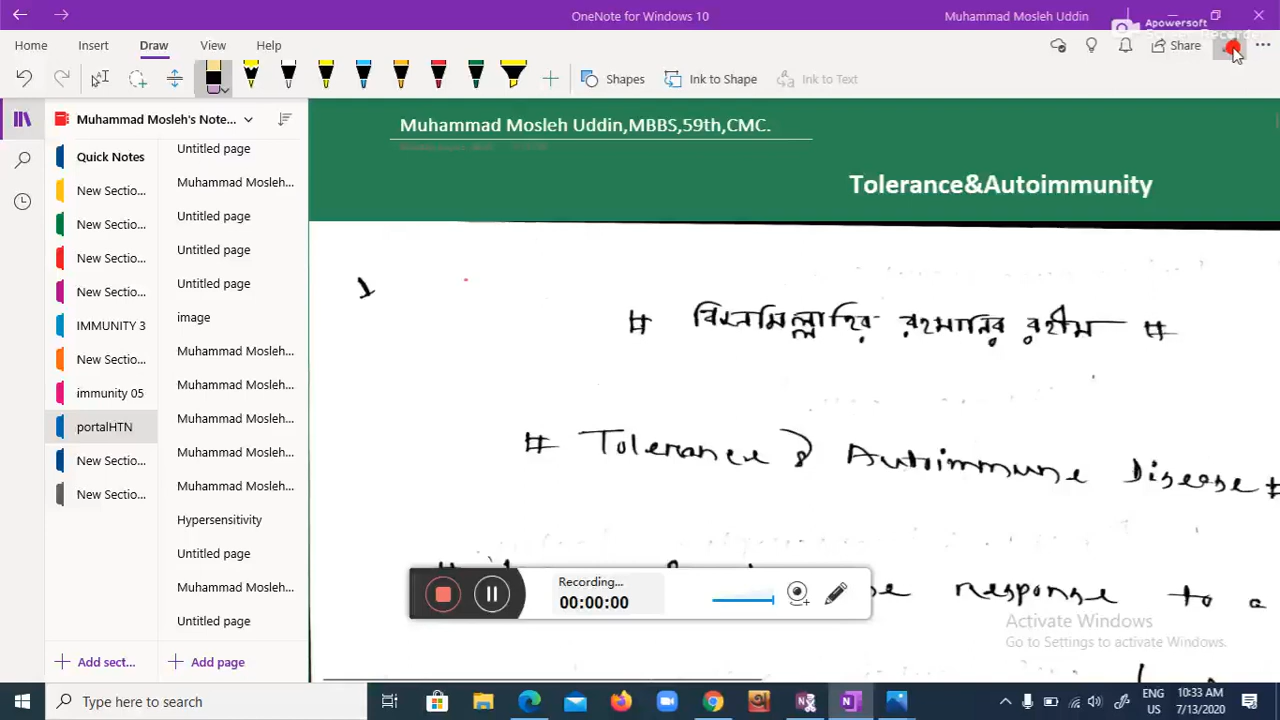 OneNote for Windows 10
Muhammad Mosleh Uddin
Apowersoft
Screen Recorder
Home Insert Draw View Help
Share
Shapes Ink to Shape Ink to Text
Muhammad Mosleh's Note...
Quick Notes
New Sectio...
New Sectio...
New Sectio...
New Sectio...
IMMUNITY 3
New Sectio...
immunity 05
portalHTN
New Sectio...
New Sectio...
Add sect...
Untitled page
Muhammad Mosleh...
Untitled page
Untitled page
Untitled page
image
Muhammad Mosleh...
Muhammad Mosleh...
Muhammad Mosleh...
Muhammad Mosleh...
Muhammad Mosleh...
Hypersensitivity
Untitled page
Muhammad Mosleh...
Untitled page
Add page
Muhammad Mosleh Uddin,MBBS,59th,CMC.
Tolerance&Autoimmunity
১
# বিসমিল্লাহির রহমানির রহীম #
# Tolerance & Autoimmune Disease #
response to a
Recording...
00:00:00
Activate Windows
Go to Settings to activate Windows.
Type here to search
ENG
US
10:33 AM
7/13/2020